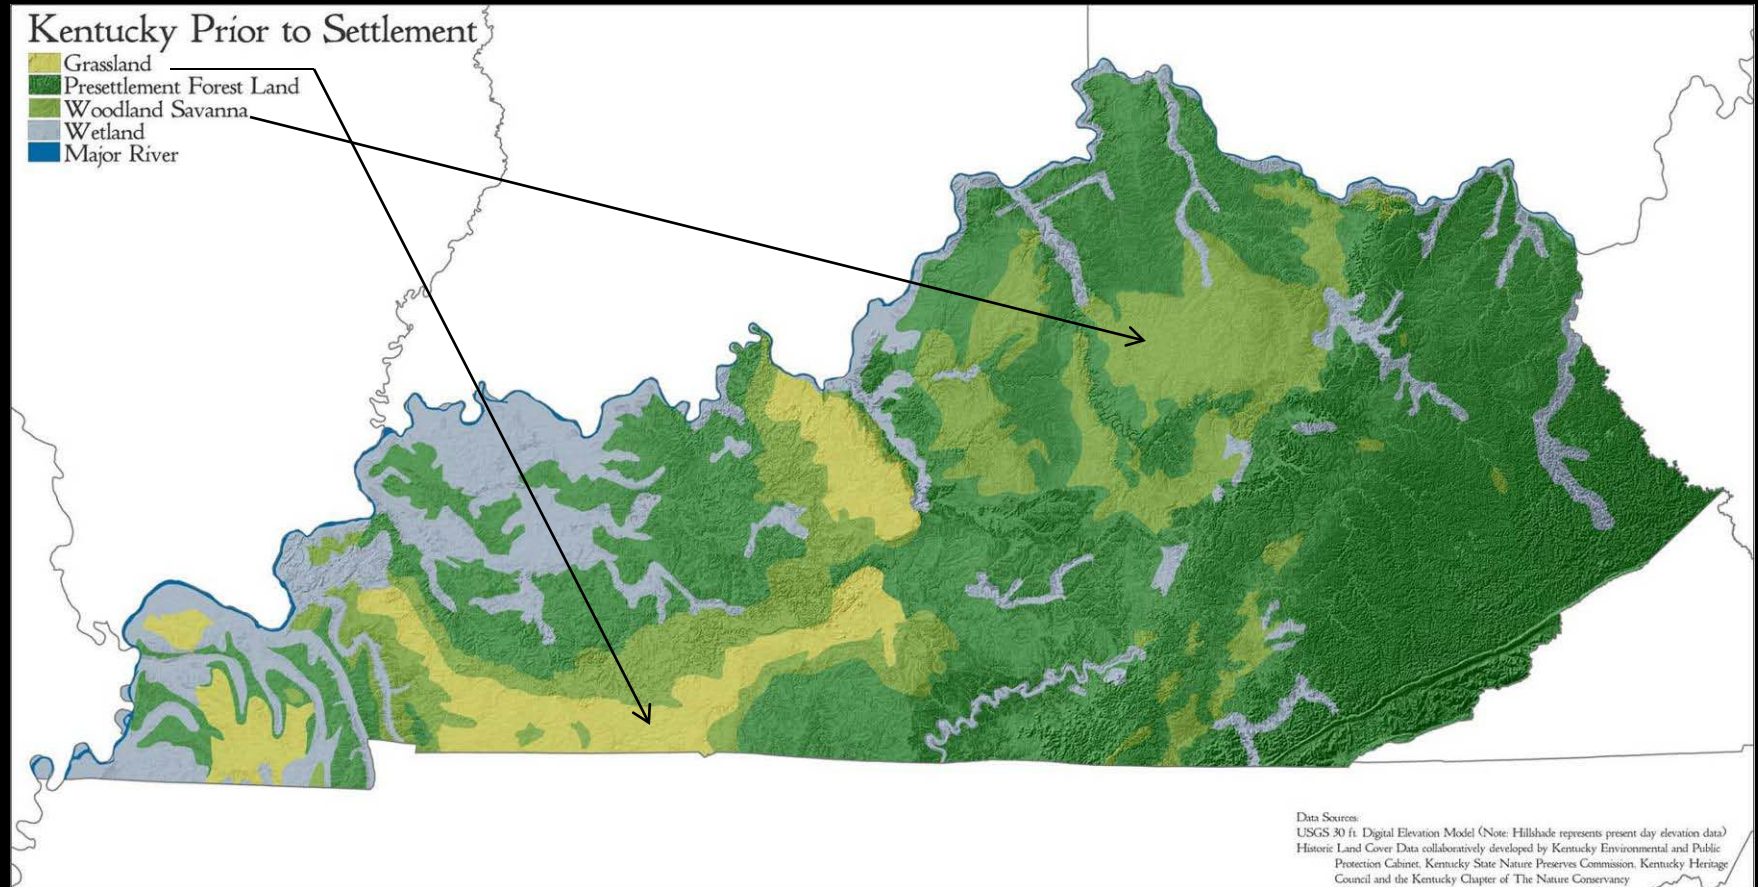 Kentucky Prior to Settlement
Grassland
Presettlement Forest Land
Woodland Savanna
Wetland
Major River
Data Sources:
USGS 30 ft. Digital Elevation Model (Note: Hillshade represents present day elevation data)
Historic Land Cover Data collaboratively developed by Kentucky Environmental and Public
Protection Cabinet, Kentucky State Nature Preserves Commission, Kentucky Heritage
Council and the Kentucky Chapter of The Nature Conservancy